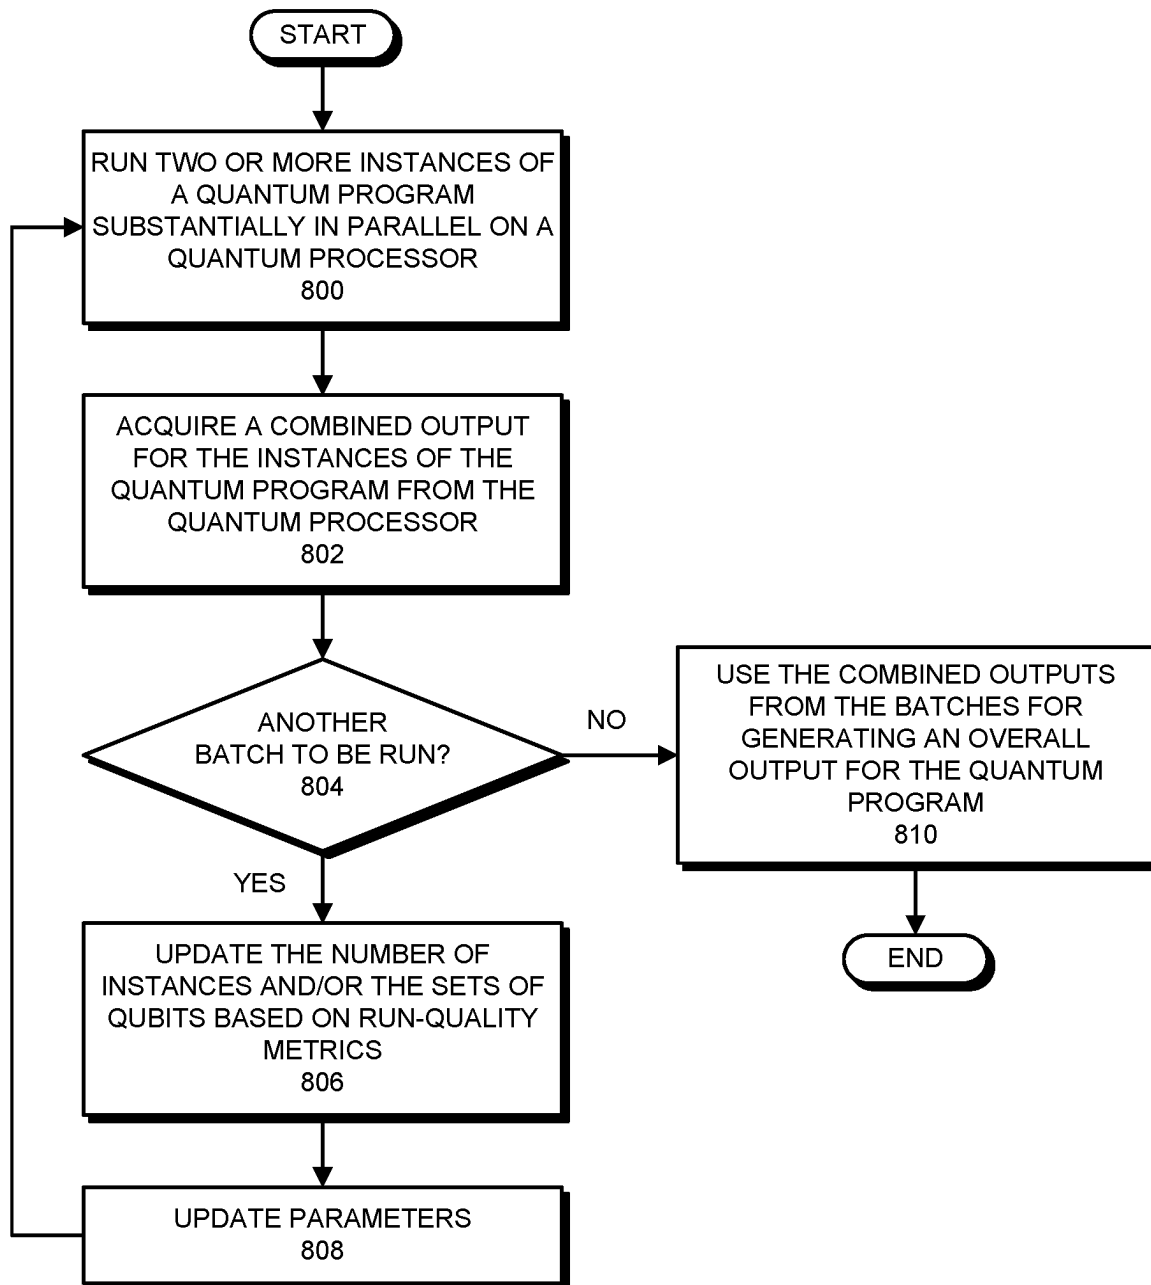 START
RUN TWO OR MORE INSTANCES OF
A QUANTUM PROGRAM
SUBSTANTIALLY IN PARALLEL ON A
QUANTUM PROCESSOR
800
ACQUIRE A COMBINED OUTPUT
FOR THE INSTANCES OF THE
QUANTUM PROGRAM FROM THE
QUANTUM PROCESSOR
802
ANOTHER
BATCH TO BE RUN?
804
NO
USE THE COMBINED OUTPUTS
FROM THE BATCHES FOR
GENERATING AN OVERALL
OUTPUT FOR THE QUANTUM
PROGRAM
810
END
YES
UPDATE THE NUMBER OF
INSTANCES AND/OR THE SETS OF
QUBITS BASED ON RUN-QUALITY
METRICS
806
UPDATE PARAMETERS
808